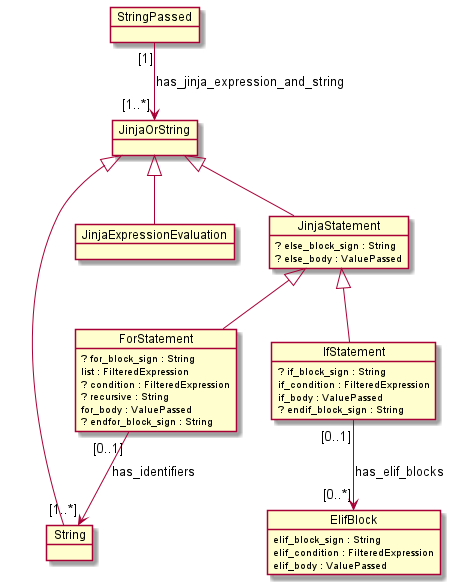 StringPassed
[1]
has_jinja_expression_and_string
[1..*]
JinjaOrString
JinjaExpressionEvaluation
JinjaStatement
? else_block_sign : String
? else_body : ValuePassed
ForStatement
? for_block_sign : String
list : FilteredExpression
? condition : FilteredExpression
? recursive : String
for_body : ValuePassed
? endfor_block_sign : String
IfStatement
? if_block_sign : String
if_condition : FilteredExpression
if_body : ValuePassed
? endif_block_sign : String
[0..1]
has_identifiers
[1..*]
[0..1]
has_elif_blocks
[0..*]
String
ElifBlock
elif_block_sign : String
elif_condition : FilteredExpression
elif_body : ValuePassed